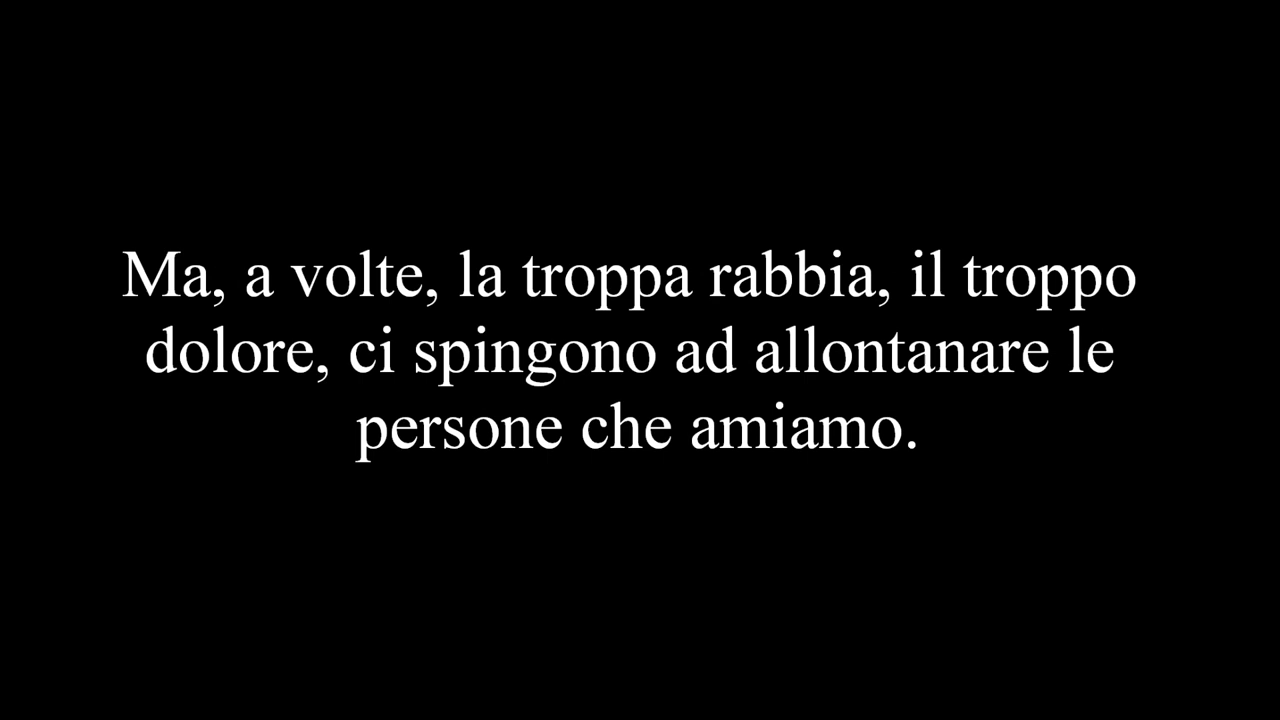 Ma, a volte, la troppa rabbia, il troppo
dolore, ci spingono ad allontanare le
persone che amiamo.